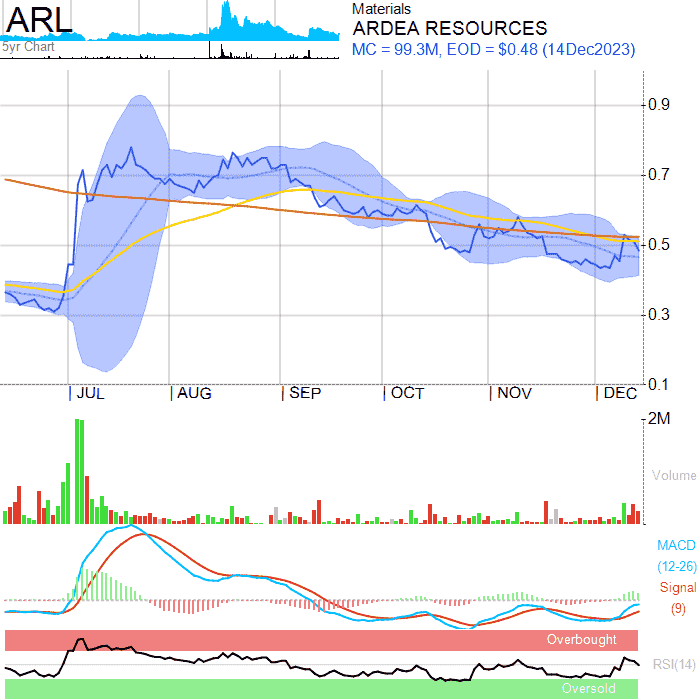 ARL
5yr Chart
Materials
ARDEA RESOURCES
MC = 99.3M, EOD = $0.48 (14Dec2023)
0.9
0.7
0.5
0.3
0.1
JUL AUG SEP OCT NOV DEC
2M
Volume
MACD
(12-26)
Signal
(9)
Overbought
RSI(14)
Oversold